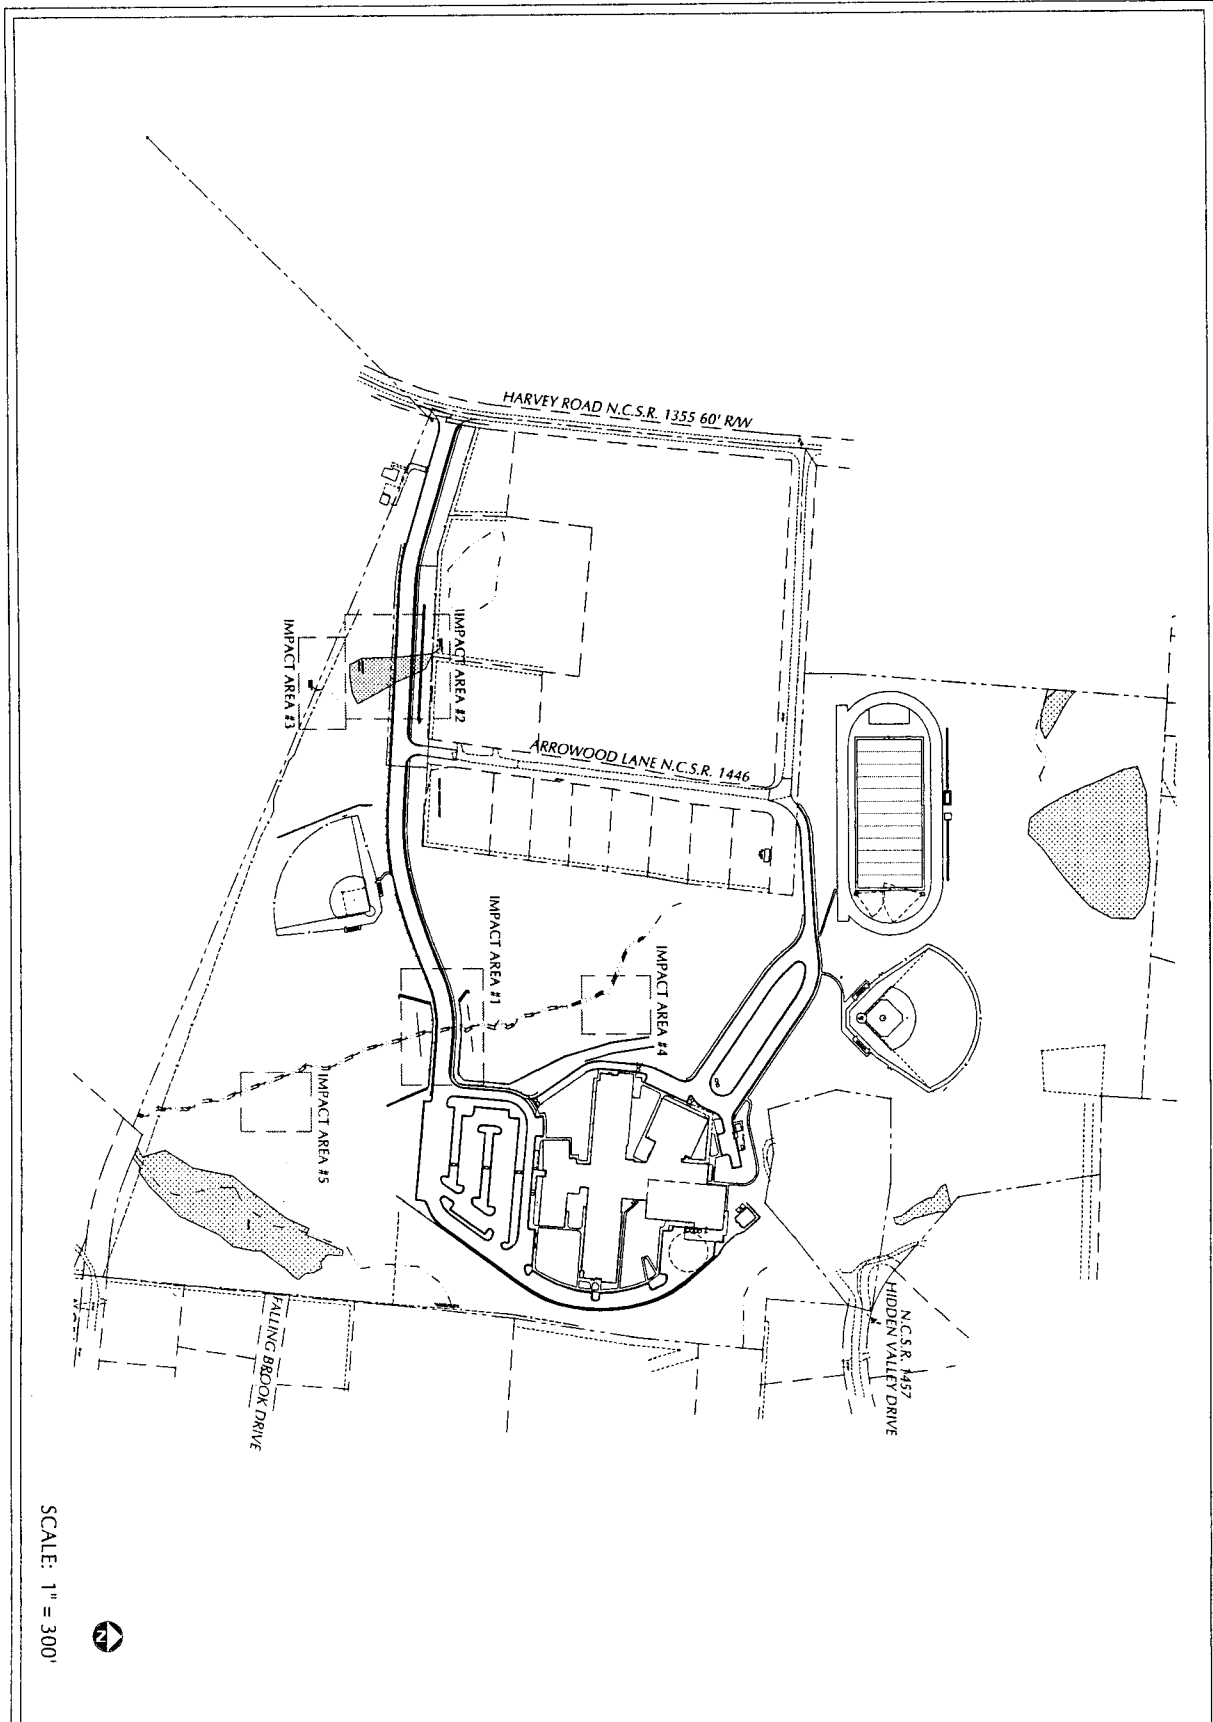 HARVEY ROAD N.C.S.R. 1355 60' R/W
IMPACT AREA #2
IMPACT AREA #3
ARROWOOD LANE N.C.S.R. 1446
IMPACT AREA #1
IMPACT AREA #4
IMPACT AREA #5
N.C.S.R. 1457
HIDDEN VALLEY DRIVE
FALLING BROOK DRIVE
SCALE: 1" = 300'
N